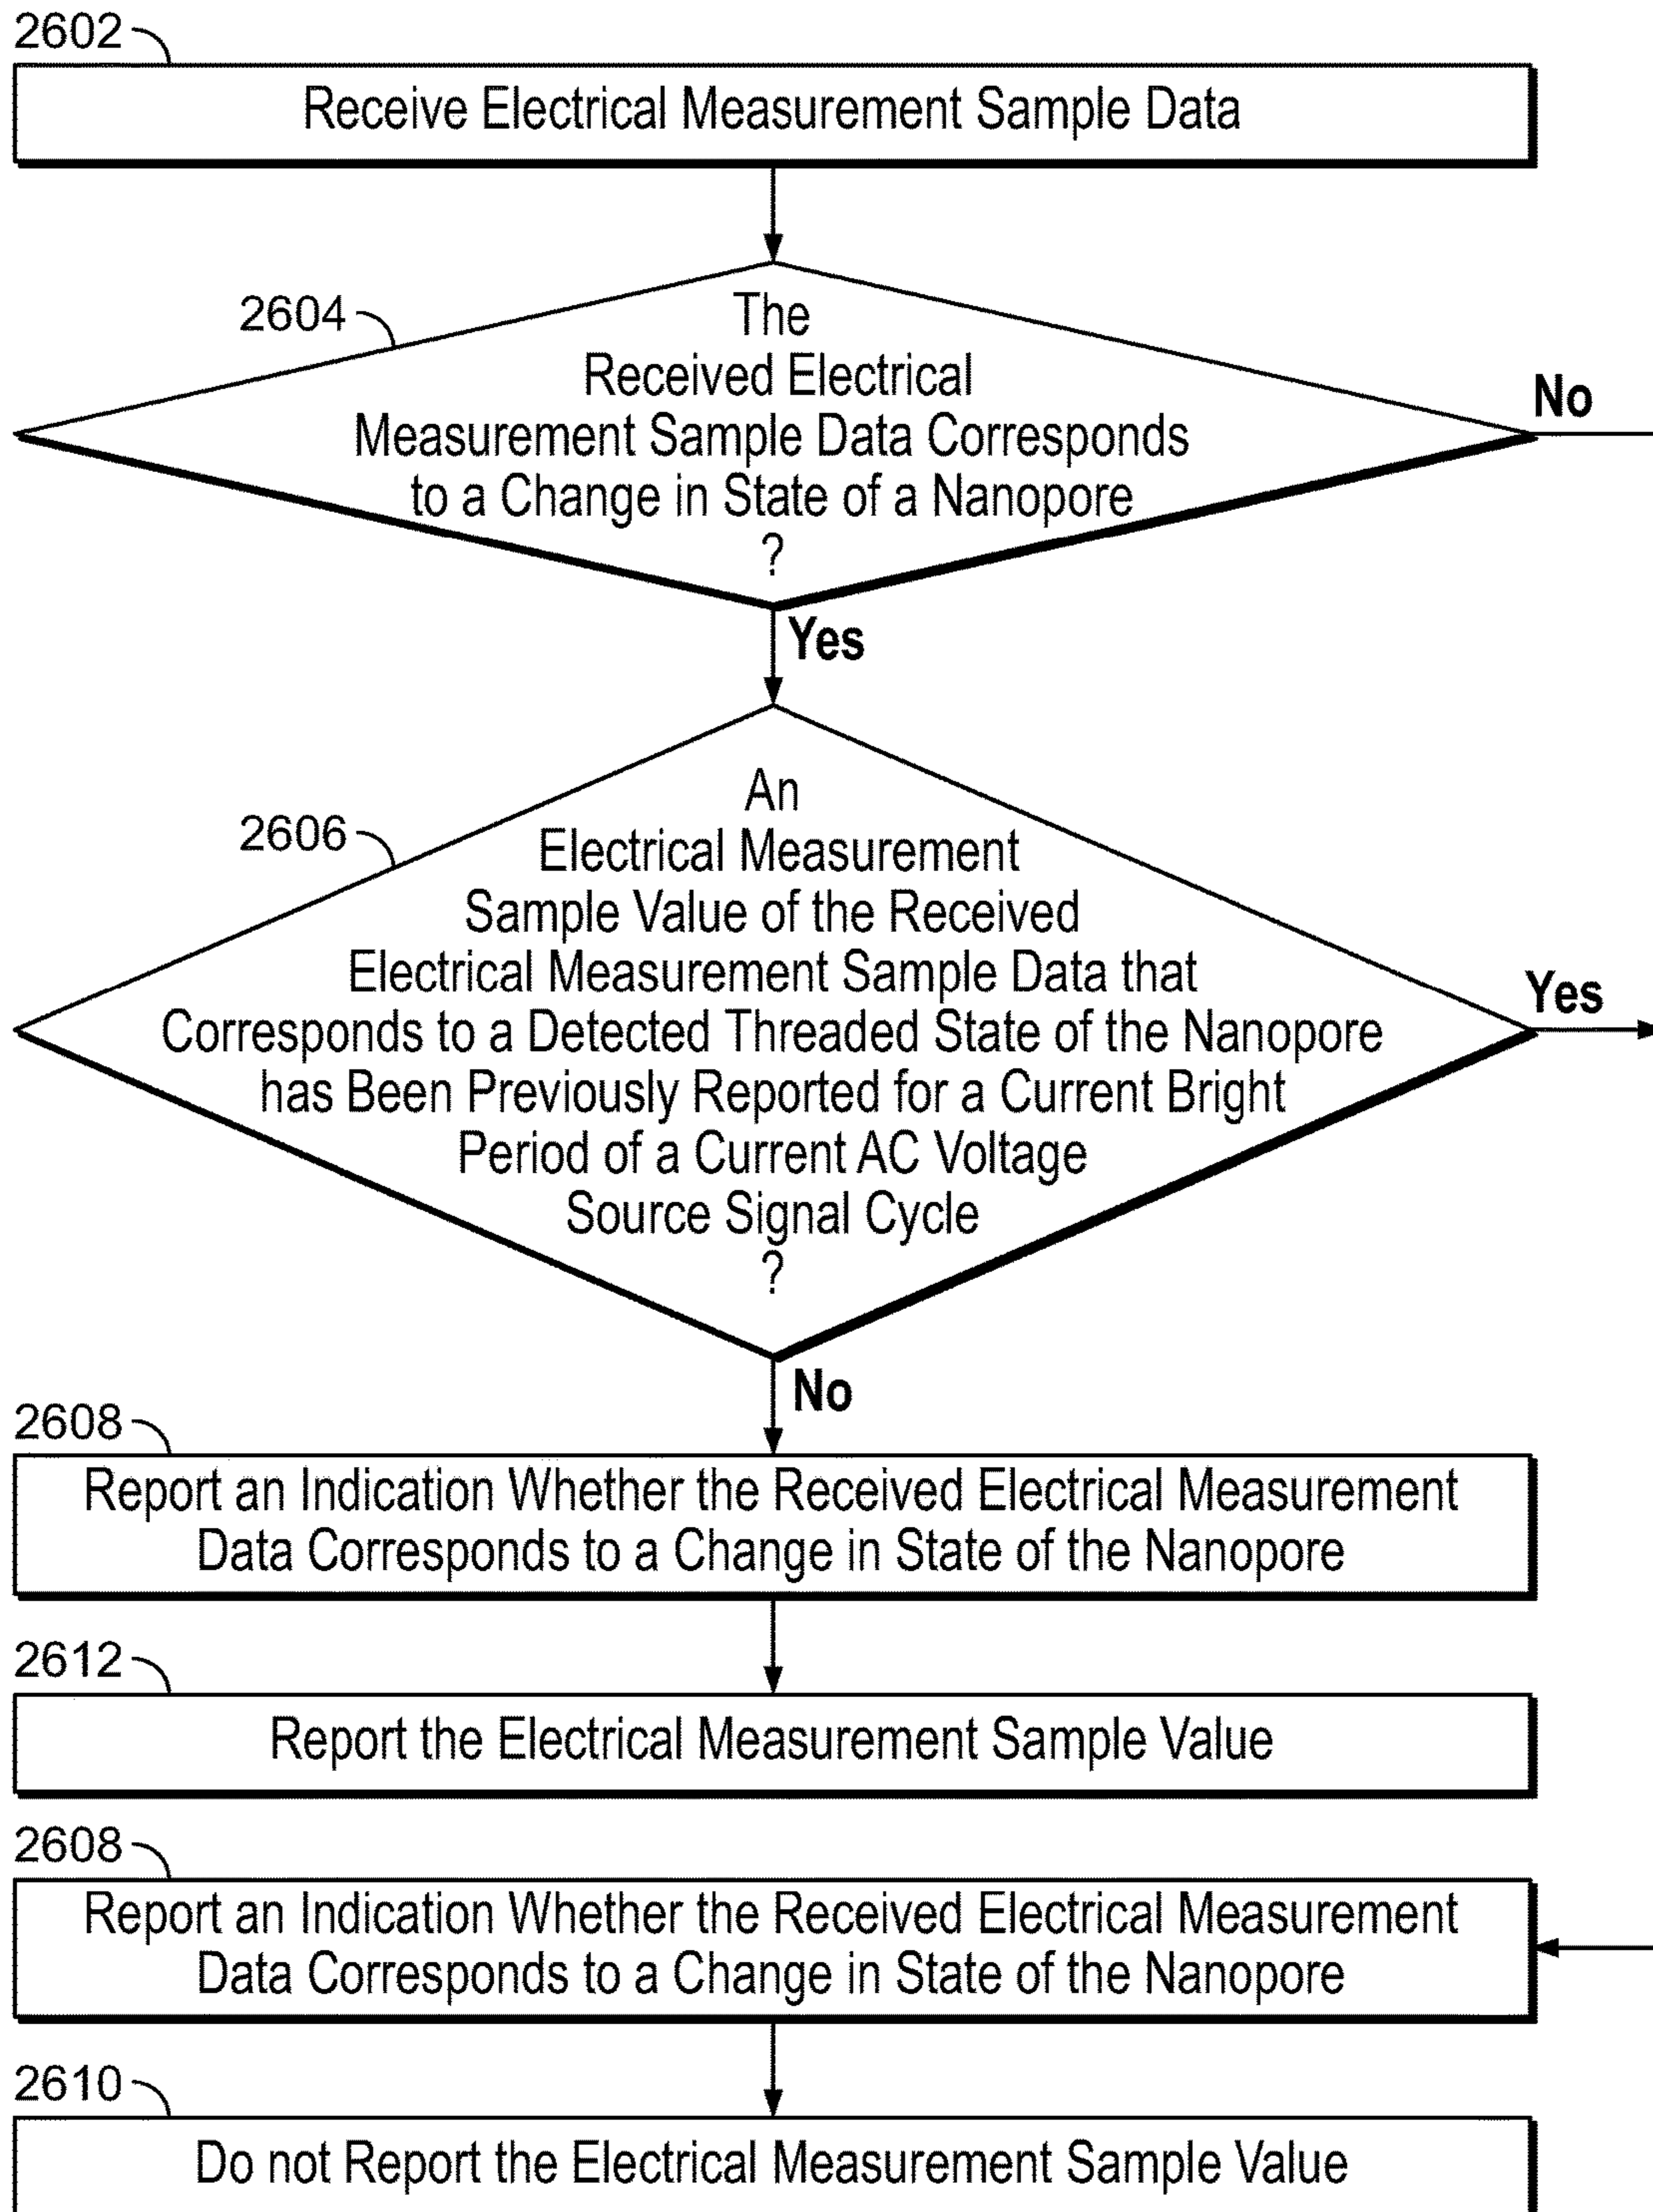 2602
Receive Electrical Measurement Sample Data
2604
The
Received Electrical
Measurement Sample Data Corresponds
to a Change in State of a Nanopore
?
No
Yes
2606
An
Electrical Measurement
Sample Value of the Received
Electrical Measurement Sample Data that
Corresponds to a Detected Threaded State of the Nanopore
has Been Previously Reported for a Current Bright
Period of a Current AC Voltage
Source Signal Cycle
?
Yes
No
2608
Report an Indication Whether the Received Electrical Measurement
Data Corresponds to a Change in State of the Nanopore
2612
Report the Electrical Measurement Sample Value
2608
Report an Indication Whether the Received Electrical Measurement
Data Corresponds to a Change in State of the Nanopore
2610
Do not Report the Electrical Measurement Sample Value